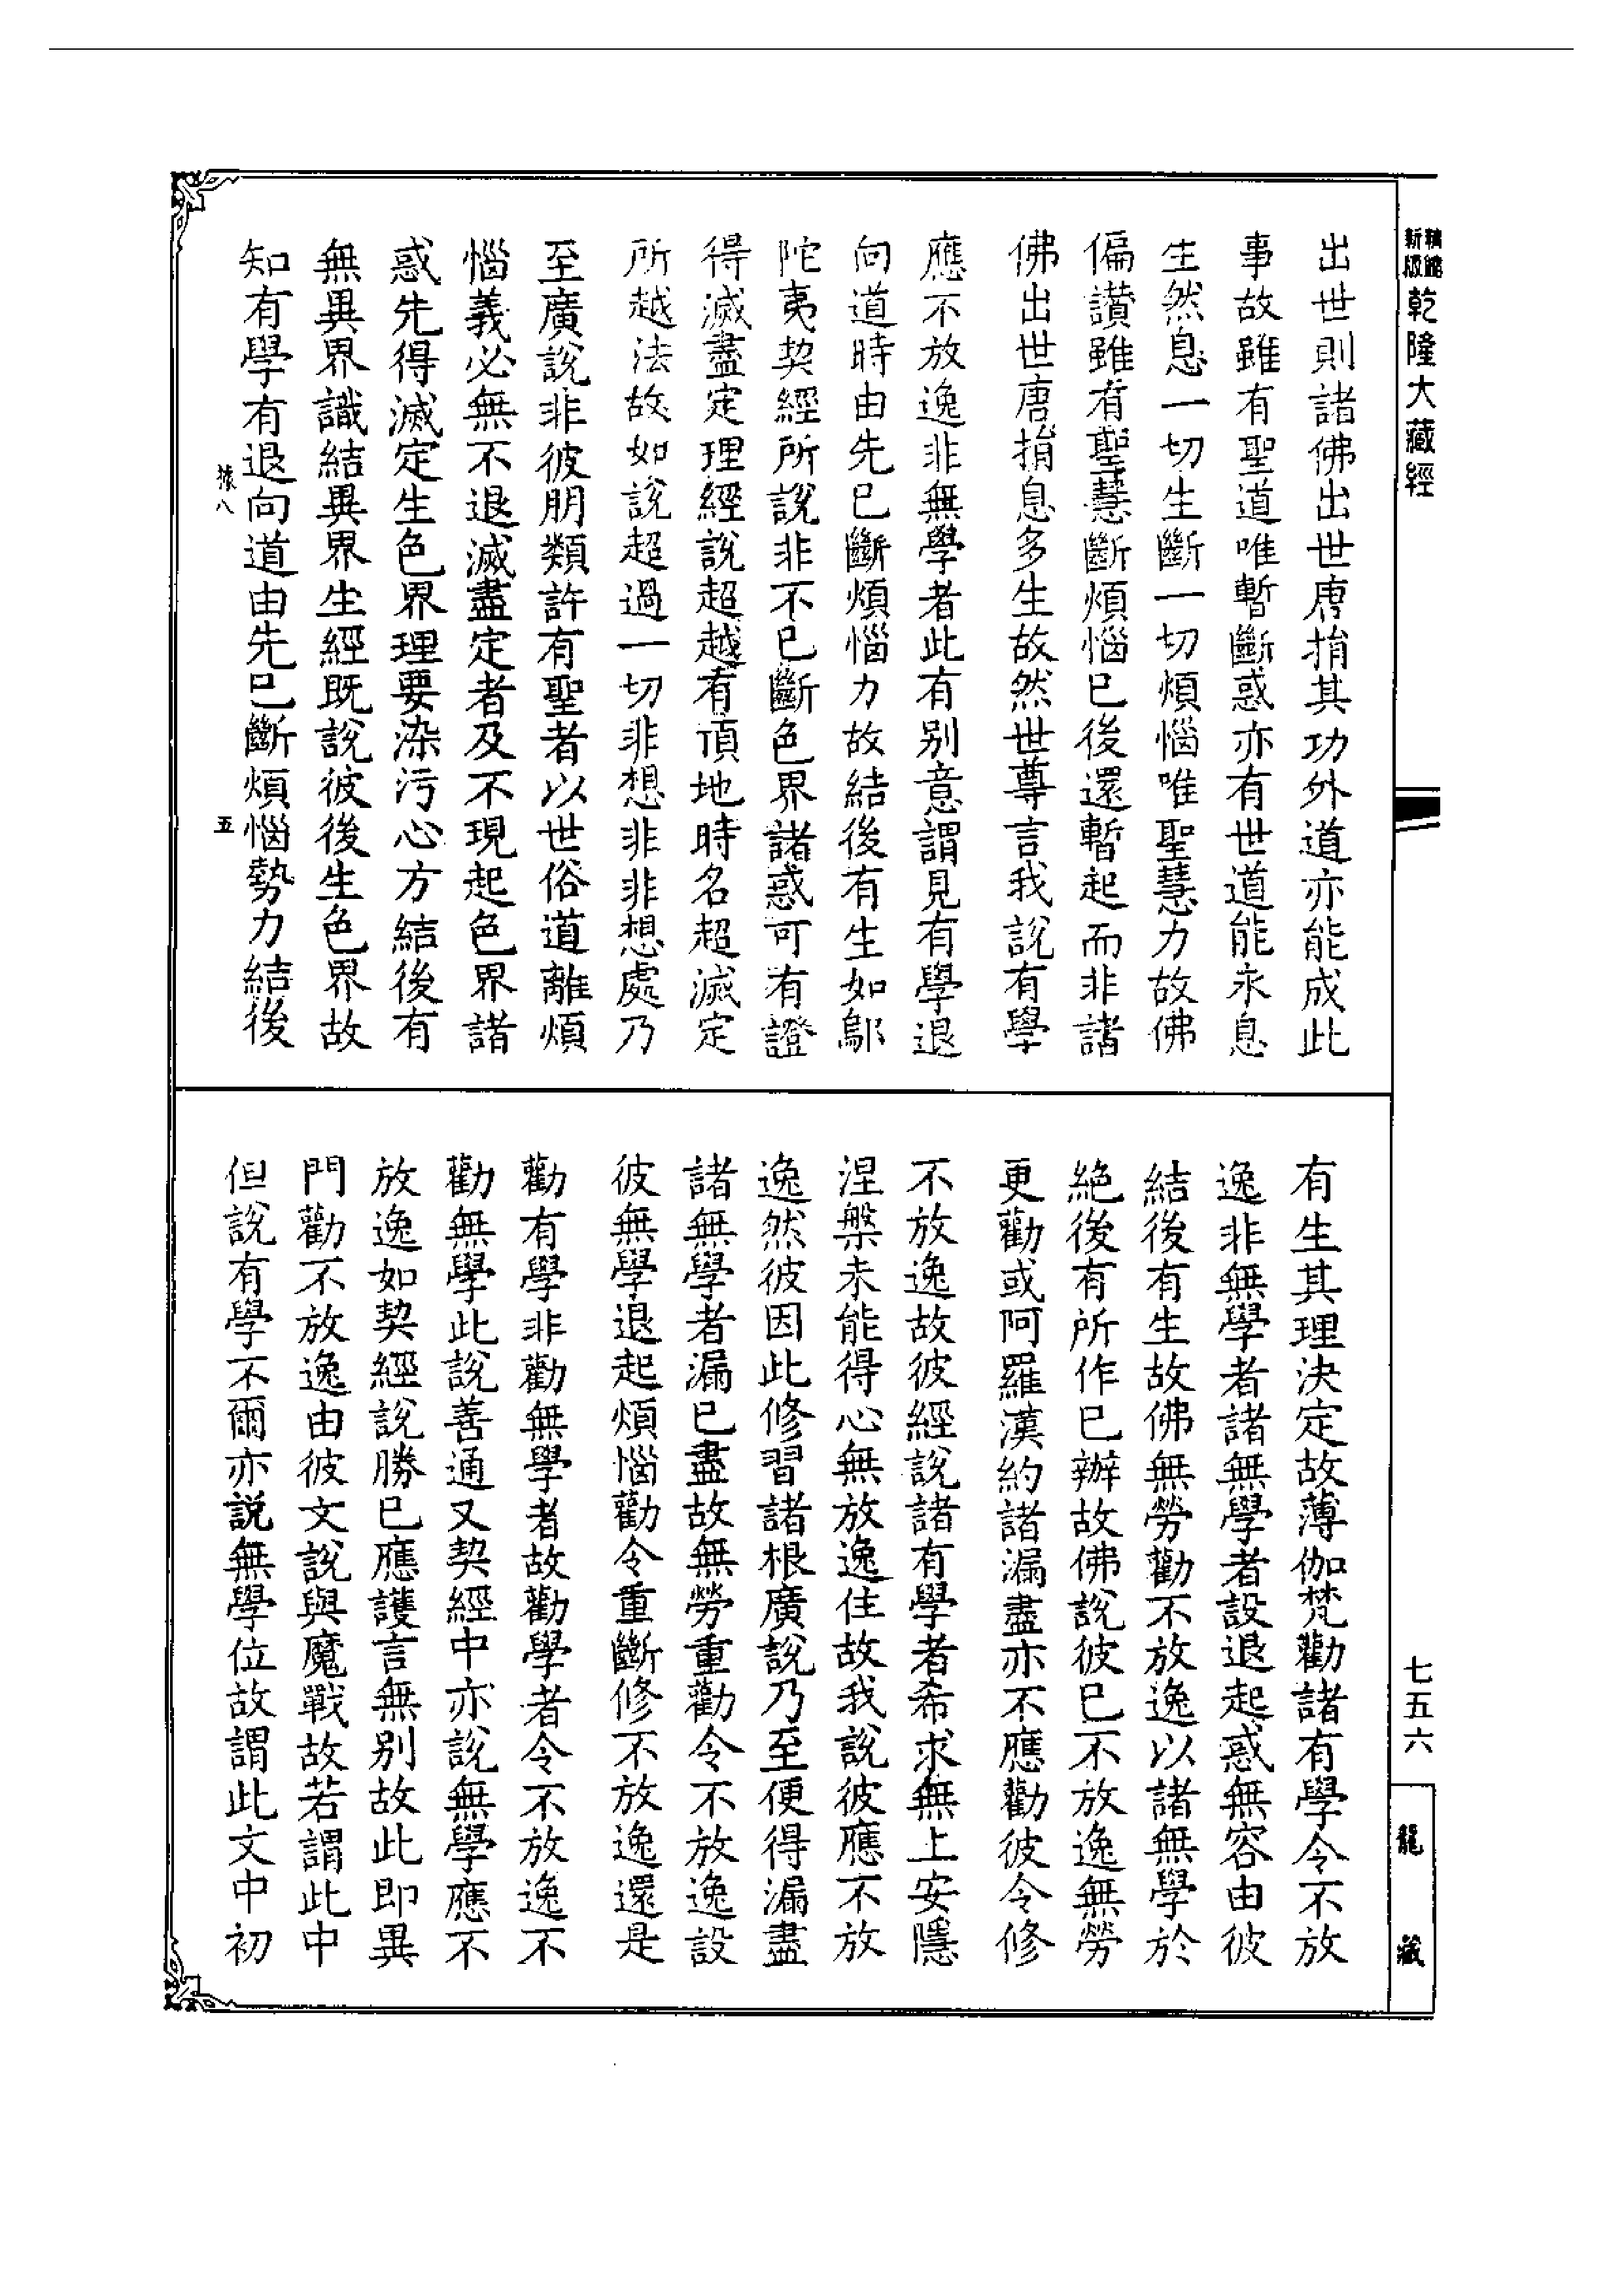 精縮
新版
乾隆大藏經
出世則諸佛出世唐捐其功外道亦能成此
事故雖有聖道唯暫斷惑亦有世道能永息
生然息一切生斷一切煩惱唯聖慧力故佛
偏讚雖有聖慧斷煩惱已後還暫起而非諸
佛出世唐捐息多生故然世尊言我說有學
應不放逸非無學者此有別意謂見有學退
向道時由先已斷煩惱力故結後有生如鄔
陀夷契經所說非不已斷色界諸惑可有證
得滅盡定理經說超越有頂地時名超滅定
所越法故如說超過一切非想非非想處乃
至廣說非彼朋類許有聖者以世俗道離煩
惱義必無不退滅盡定者及不現起色界諸
惑先得滅定生色界理要染污心方結後有
無異界識結異界生經既說彼後生色界故
知有學有退向道由先已斷煩惱勢力結後
據八
五
有生其理決定故薄伽梵勸諸有學令不放
逸非無學者諸無學者設退起惑無容由彼
結後有生故佛無勞勸不放逸以諸無學於
絕後有所作已辦故佛說彼已不放逸無勞
更勸或阿羅漢約諸漏盡亦不應勸彼令修
不放逸故彼經說諸有學者希求無上安隱
涅槃未能得心無放逸住故我說彼應不放
逸然彼因此修習諸根廣說乃至便得漏盡
諸無學者漏已盡故無勞重勸令不放逸設
彼無學退起煩惱勸令重斷修不放逸還是
勸有學非勸無學者故勸學者令不放逸不
勸無學此說善通又契經中亦說無學應不
放逸如契經說勝已應護言無別故此即異
門勸不放逸由彼文說與魔戰故若謂此中
但說有學不爾亦說無學位故謂此文中初
七五六
龍藏